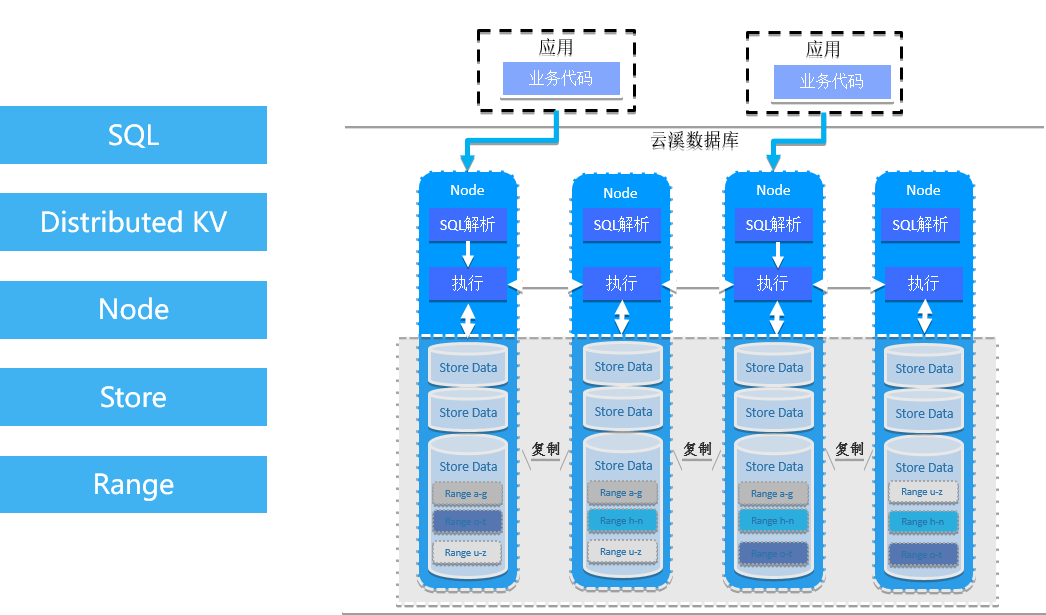 SQL
Distributed KV
Node
Store
Range
应用
业务代码
应用
业务代码
云溪数据库
Node
SQL解析
执行
Store Data
Store Data
Store Data
Range a-g
Range o-t
Range u-z
复制
Node
SQL解析
执行
Store Data
Store Data
Store Data
Range a-g
Range h-n
Range u-z
复制
Node
SQL解析
执行
Store Data
Store Data
Store Data
Range a-g
Range h-n
Range o-t
复制
Node
SQL解析
执行
Store Data
Store Data
Store Data
Range u-z
Range h-n
Range o-t